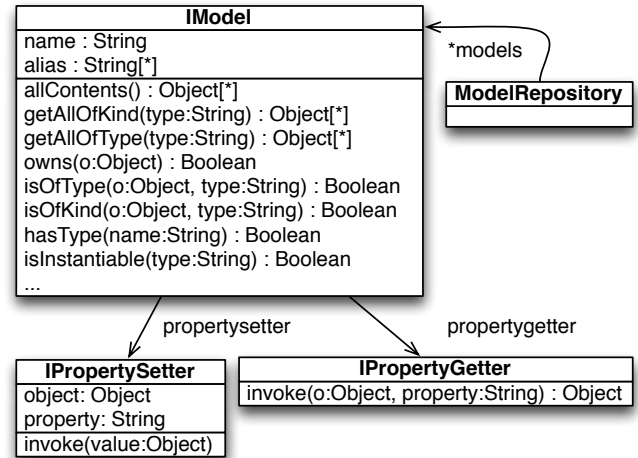 IModel
name : String
alias : String[*]
allContents() : Object[*]
getAllOfKind(type:String) : Object[*]
getAllOfType(type:String) : Object[*]
owns(o:Object) : Boolean
isOfType(o:Object, type:String) : Boolean
isOfKind(o:Object, type:String) : Boolean
hasType(name:String) : Boolean
isInstantiable(type:String) : Boolean
...
*models
ModelRepository
propertysetter
propertygetter
IPropertySetter
object: Object
property: String
invoke(value:Object)
IPropertyGetter
invoke(o:Object, property:String) : Object